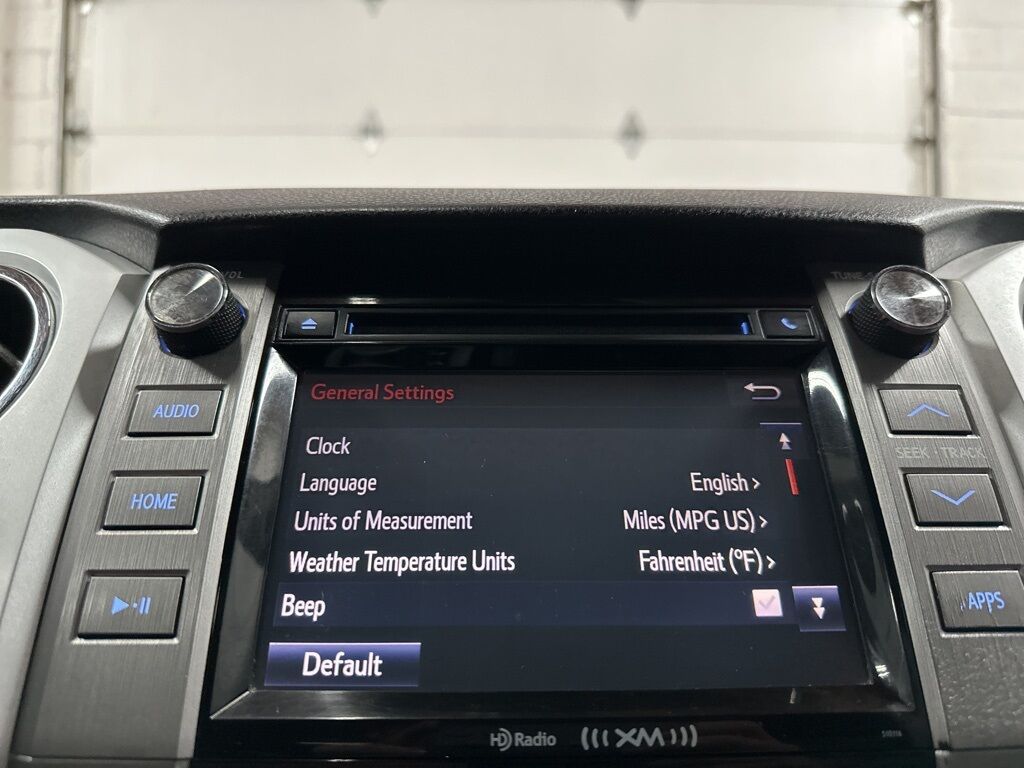 VOL
AUDIO
HOME
General Settings
Clock
Language English >
Units of Measurement Miles (MPG US) >
Weather Temperature Units Fahrenheit (°F) >
Beep
Default
SEEK · TRACK
APPS
HD Radio
(((XM)))